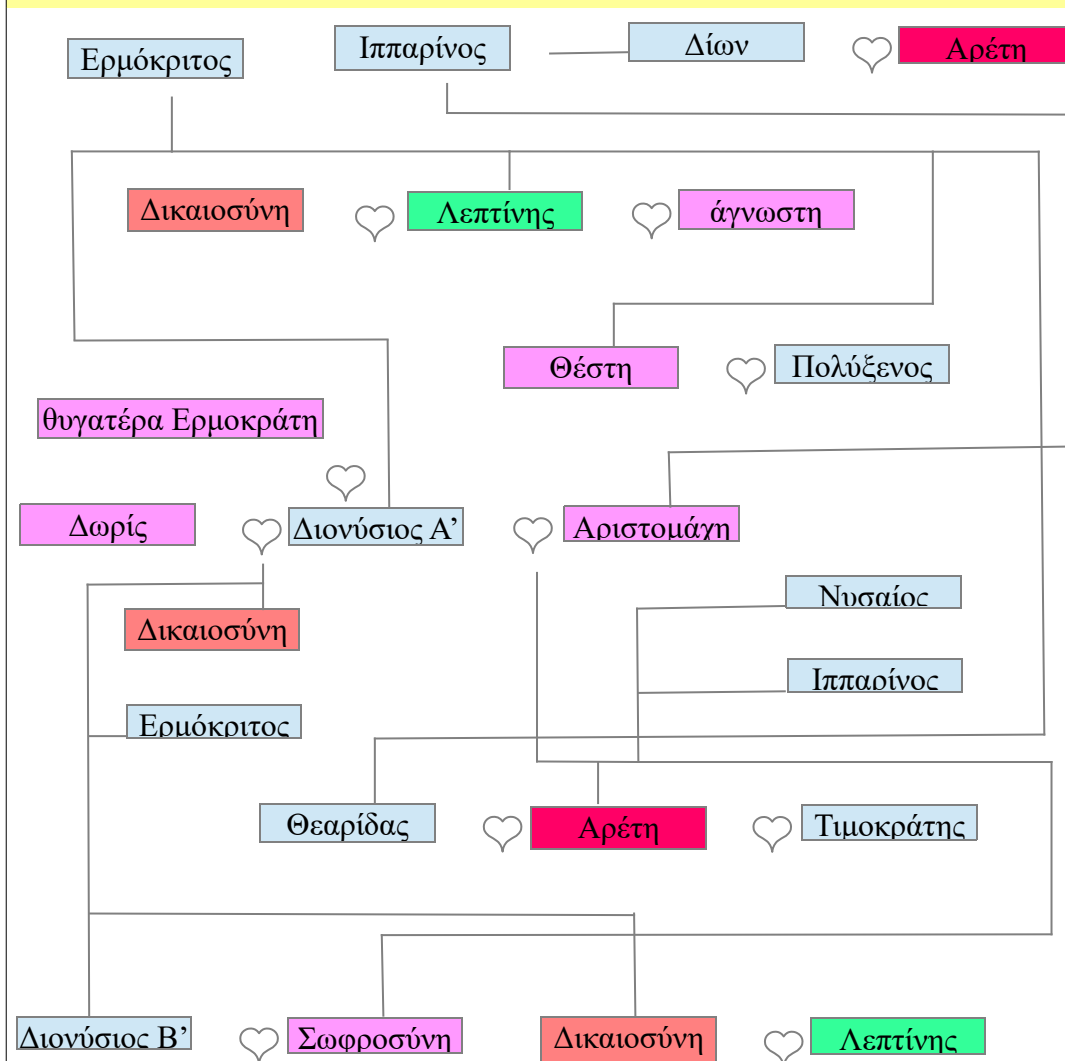 Ερμόκριτος
Ιππαρίνος
Δίων
Αρέτη
Δικαιοσύνη
Λεπτίνης
άγνωστη
Θέστη
Πολύξενος
θυγατέρα Ερμοκράτη
Δωρίς
Διονύσιος Α’
Αριστομάχη
Νυσαίος
Δικαιοσύνη
Ιππαρίνος
Ερμόκριτος
Θεαρίδας
Αρέτη
Τιμοκράτης
Διονύσιος Β’
Σωφροσύνη
Δικαιοσύνη
Λεπτίνης